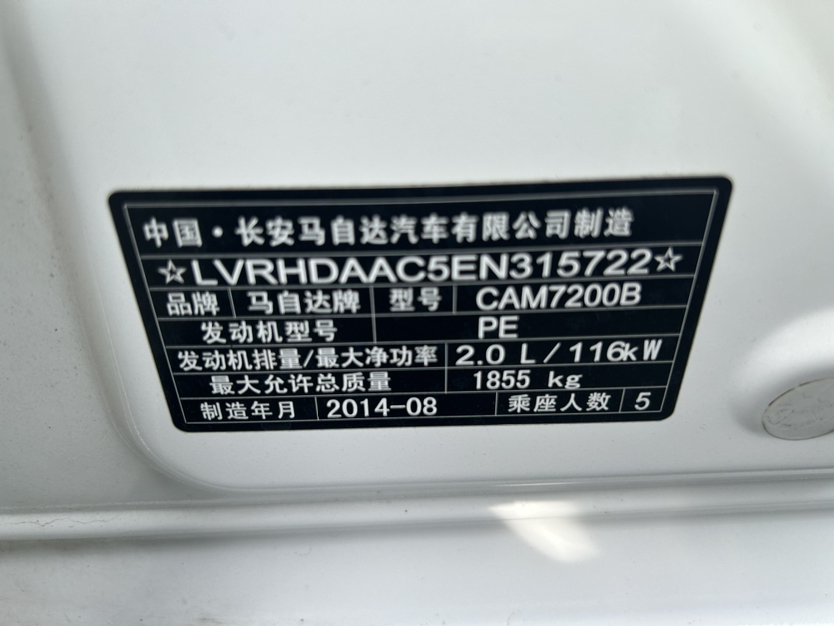 中国·长安马自达汽车有限公司制造
☆LVRHDAAC5EN315722☆
品牌 马自达牌 型号 CAM7200B
发动机型号 PE
发动机排量/最大净功率 2.0 L/116kW
最大允许总质量 1855 kg
制造年月 2014-08 乘座人数 5